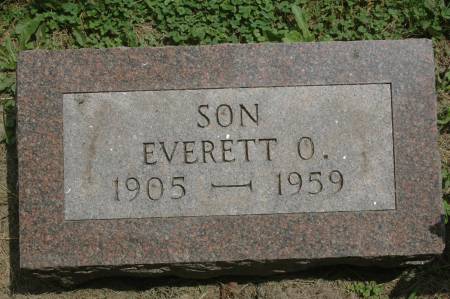 SON
EVERETT O.
1905 — 1959